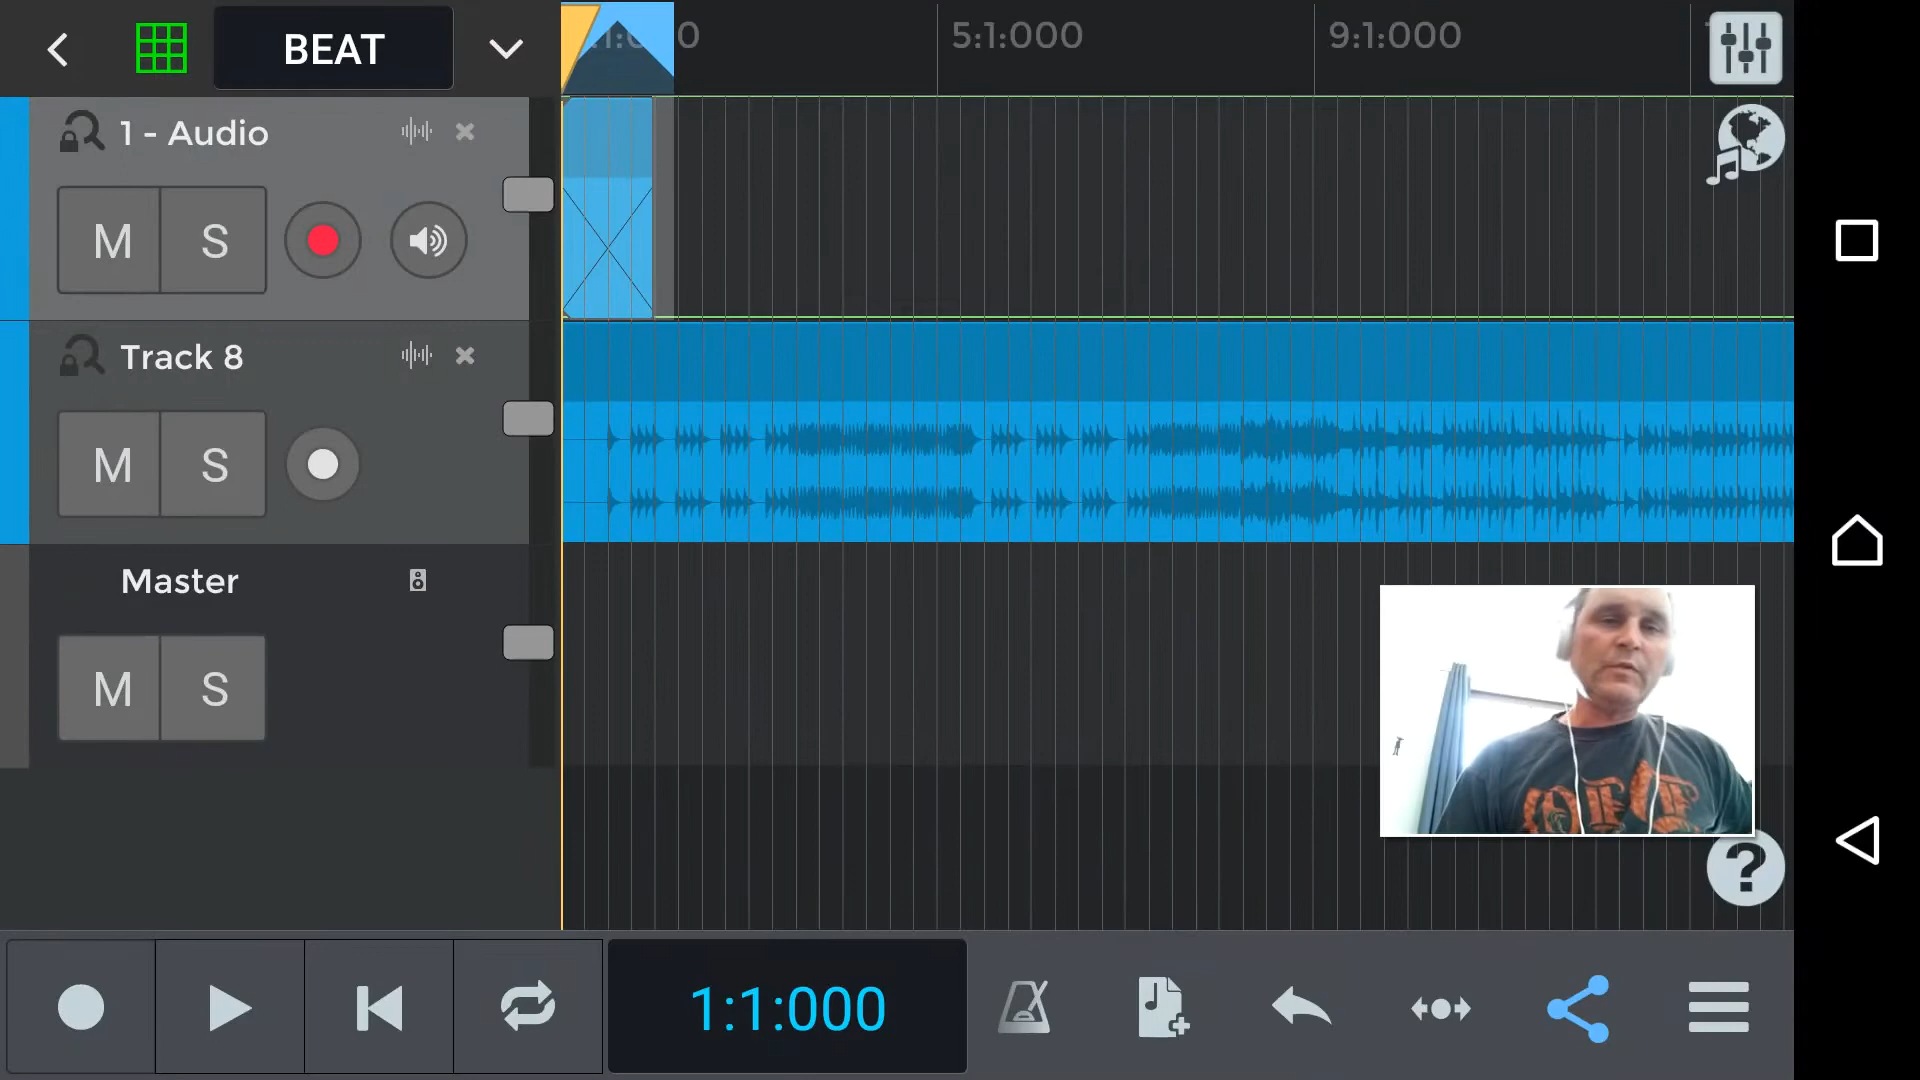 BEAT
5:1:000
9:1:000
1 - Audio
M S
Track 8
M S
Master
M S
?
1:1:000